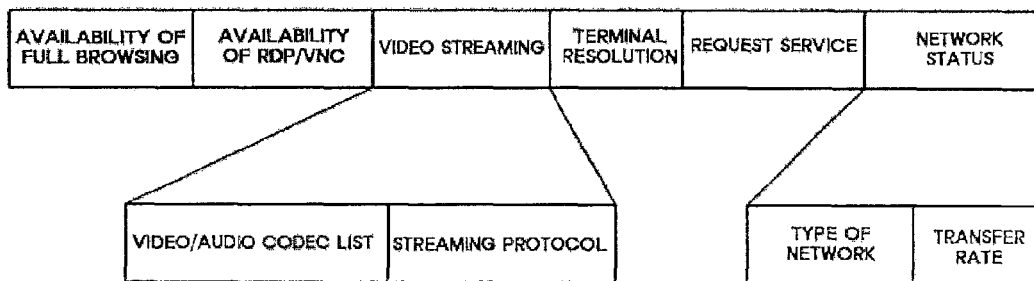 AVAILABILITY OF
FULL BROWSING
AVAILABILITY
OF RDP/VNC
VIDEO STREAMING
TERMINAL
RESOLUTION
REQUEST SERVICE
NETWORK
STATUS
VIDEO/AUDIO CODEC LIST
STREAMING PROTOCOL
TYPE OF
NETWORK
TRANSFER
RATE